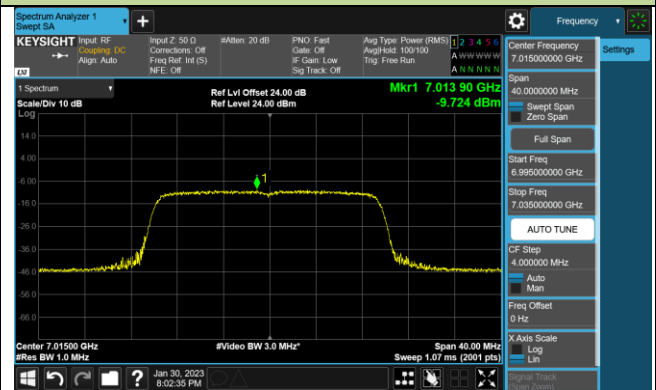 Spectrum Analyzer 1
Swept SA
+
Frequency
KEYSIGHT
Input: RF
Coupling: DC
Align: Auto
Input Z: 50 Ω
Corrections: Off
Freq Ref: Int (S)
NFE: Off
#Atten: 20 dB
PNO: Fast
Gate: Off
IF Gain: Low
Sig Track: Off
Avg Type: Power (RMS)
Avg|Hold: 100/100
Trig: Free Run
1 2 3 4 5 6
A W W W W W
A N N N N N
LXI
1 Spectrum
Scale/Div 10 dB
Log
Ref Lvl Offset 24.00 dB
Ref Level 24.00 dBm
Mkr1 7.013 90 GHz
-9.724 dBm
14.0
4.00
-6.00
-16.0
-26.0
-36.0
-46.0
-56.0
-66.0
1
Center 7.01500 GHz
#Res BW 1.0 MHz
#Video BW 3.0 MHz*
Span 40.00 MHz
Sweep 1.07 ms (2001 pts)
Jan 30, 2023
8:02:35 PM
?
Center Frequency
7.015000000 GHz
Settings
Span
40.0000000 MHz
Swept Span
Zero Span
Full Span
Start Freq
6.995000000 GHz
Stop Freq
7.035000000 GHz
AUTO TUNE
CF Step
4.000000 MHz
Auto
Man
Freq Offset
0 Hz
X Axis Scale
Log
Lin
Signal Track
(Span Zoom)